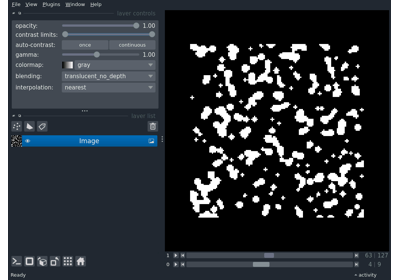 File View Plugins Window Help
layer controls
opacity: 1.00
contrast limits:
auto-contrast: once continuous
gamma: 1.00
colormap: gray
blending: translucent_no_depth
interpolation: nearest
layer list
Image
1 63 127
0 4 9
Ready activity